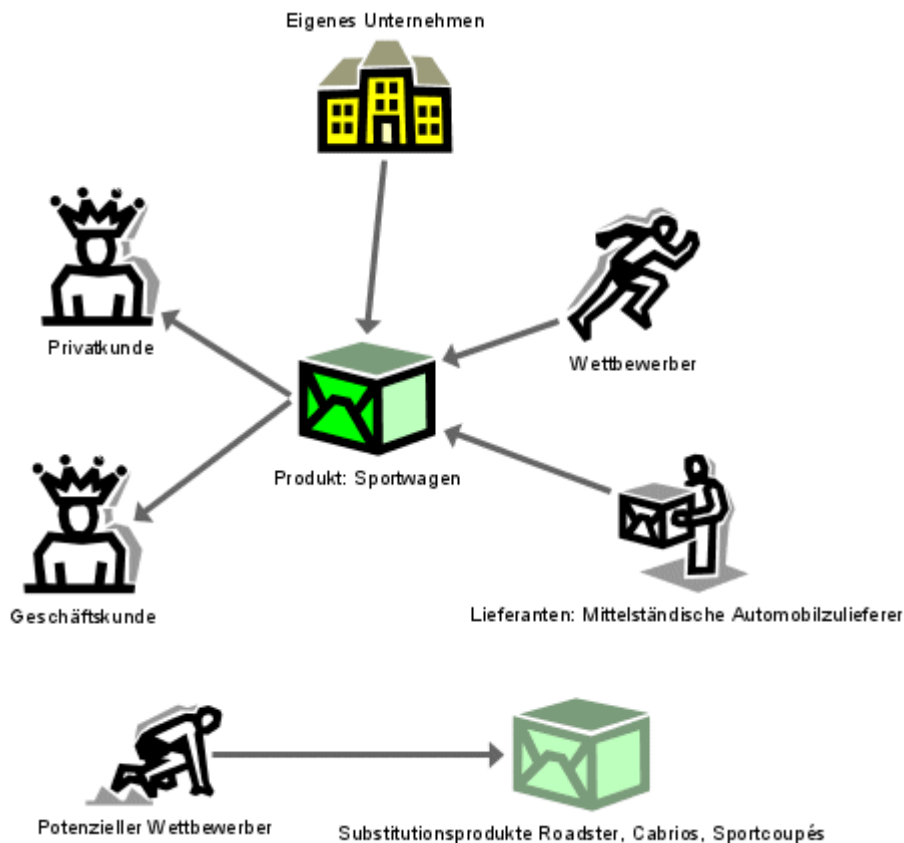 Eigenes Unternehmen
Privatkunde
Wettbewerber
Produkt: Sportwagen
Geschäftskunde
Lieferanten: Mittelständische Automobilzulieferer
Potenzieller Wettbewerber
Substitutionsprodukte Roadster, Cabrios, Sportcoupés